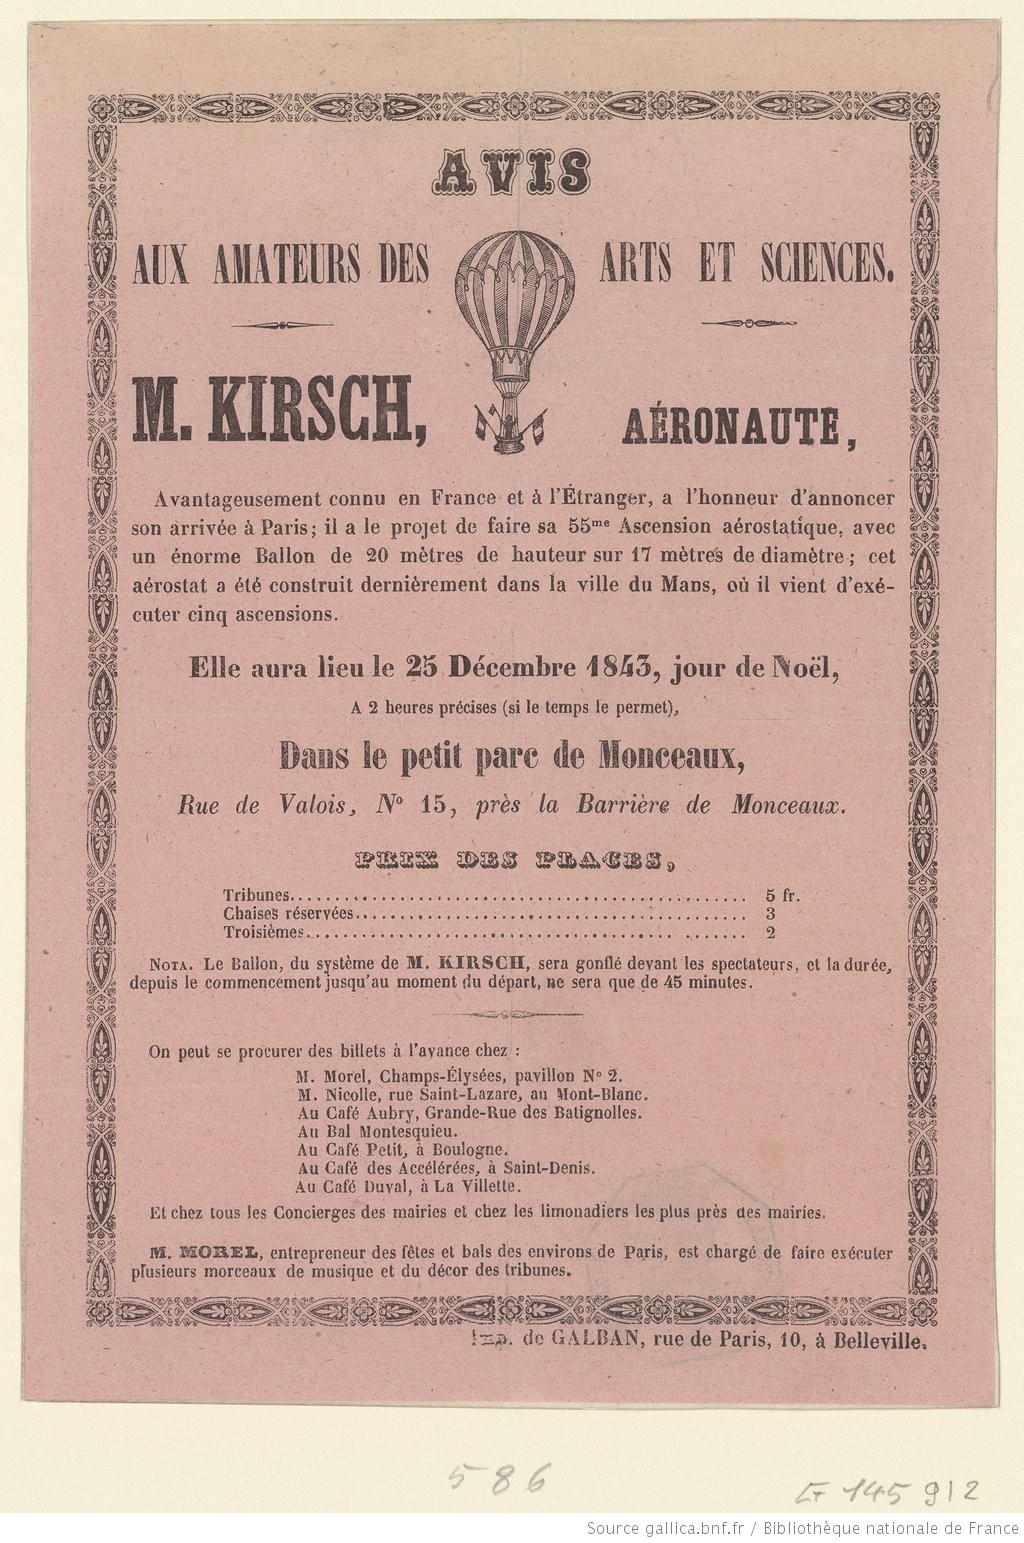 AVIS
AUX AMATEURS DES ARTS ET SCIENCES.
M. KIRSCH, AÉRONAUTE,
Avantageusement connu en France et à l'Étranger, a l'honneur d'annoncer
son arrivée à Paris; il a le projet de faire sa 55me Ascension aérostatique, avec
un énorme Ballon de 20 mètres de hauteur sur 17 mètres de diamètre; cet
aérostat a été construit dernièrement dans la ville du Mans, où il vient d'exé-
cuter cinq ascensions.
Elle aura lieu le 25 Décembre 1843, jour de Noël,
A 2 heures précises (si le temps le permet),
Dans le petit parc de Monceaux,
Rue de Valois, No 15, près la Barrière de Monceaux.
PRIX DES PLACES,
Tribunes.................................................. 5 fr.
Chaises réservées.......................................... 3
Troisièmes................................................ 2
NOTA. Le Ballon, du système de M. KIRSCH, sera gonflé devant les spectateurs, et la durée,
depuis le commencement jusqu'au moment du départ, ne sera que de 45 minutes.
On peut se procurer des billets à l'avance chez :
M. Morel, Champs-Élysées, pavillon No 2.
M. Nicolle, rue Saint-Lazare, au Mont-Blanc.
Au Café Aubry, Grande-Rue des Batignolles.
Au Bal Montesquieu.
Au Café Petit, à Boulogne.
Au Café des Accélérées, à Saint-Denis.
Au Café Duval, à La Villette.
Et chez tous les Concierges des mairies et chez les limonadiers les plus près des mairies.
M. MOREL, entrepreneur des fêtes et bals des environs de Paris, est chargé de faire exécuter
plusieurs morceaux de musique et du décor des tribunes.
Imp. de GALBAN, rue de Paris, 10, à Belleville.
586
145 912
Source gallica.bnf.fr / Bibliothèque nationale de France